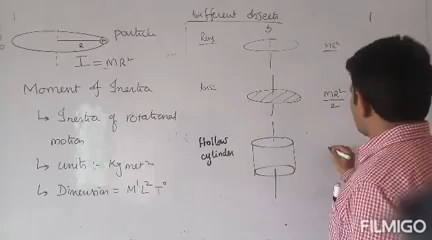 Different objects
particle
R
I = MR²
Ring
MR²
Moment of Inertia
Disc
MR²
2
↳ Inertia of rotational
motion
Hollow
cylinder
↳ units :- Kg met²
↳ Dimension = M¹L²T⁰
FILMIGO